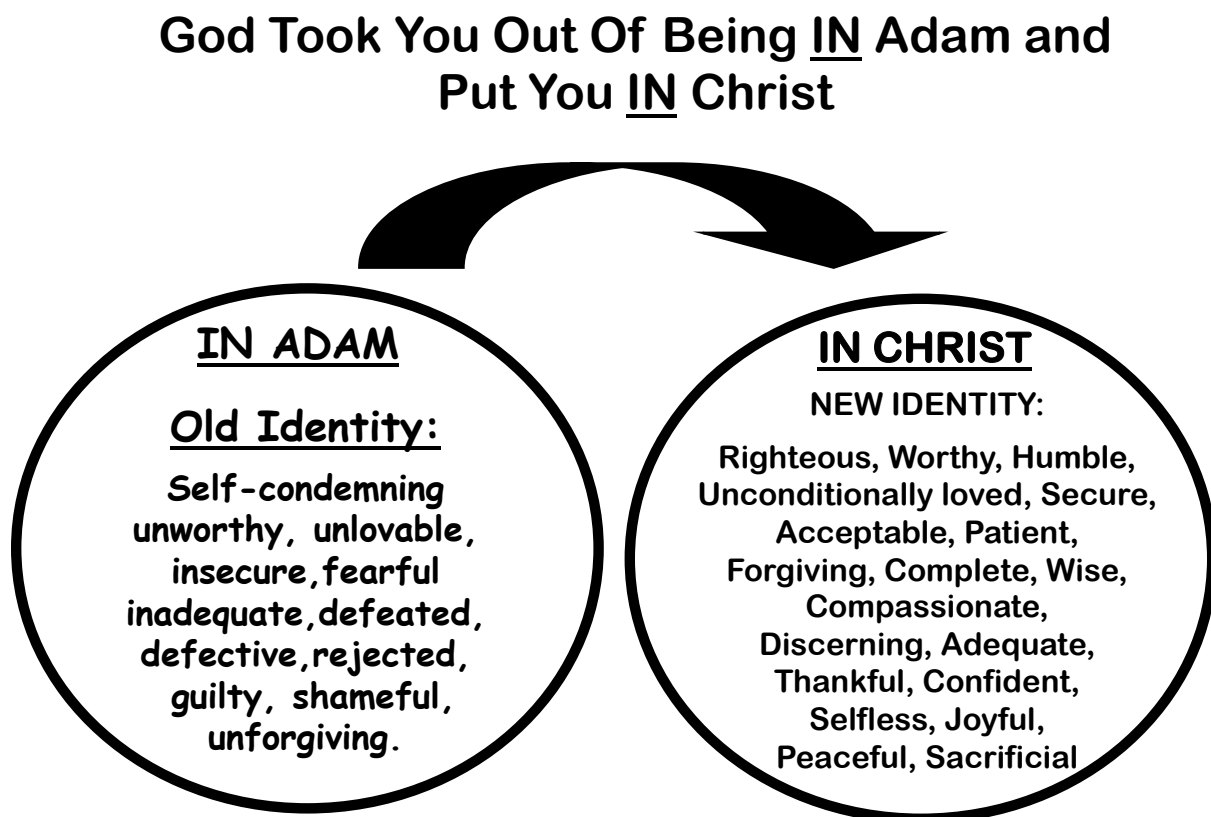 God Took You Out Of Being IN Adam and
Put You IN Christ
IN ADAM
Old Identity:
Self-condemning
unworthy, unlovable,
insecure,fearful
inadequate,defeated,
defective,rejected,
guilty, shameful,
unforgiving.
IN CHRIST
NEW IDENTITY:
Righteous, Worthy, Humble,
Unconditionally loved, Secure,
Acceptable, Patient,
Forgiving, Complete, Wise,
Compassionate,
Discerning, Adequate,
Thankful, Confident,
Selfless, Joyful,
Peaceful, Sacrificial